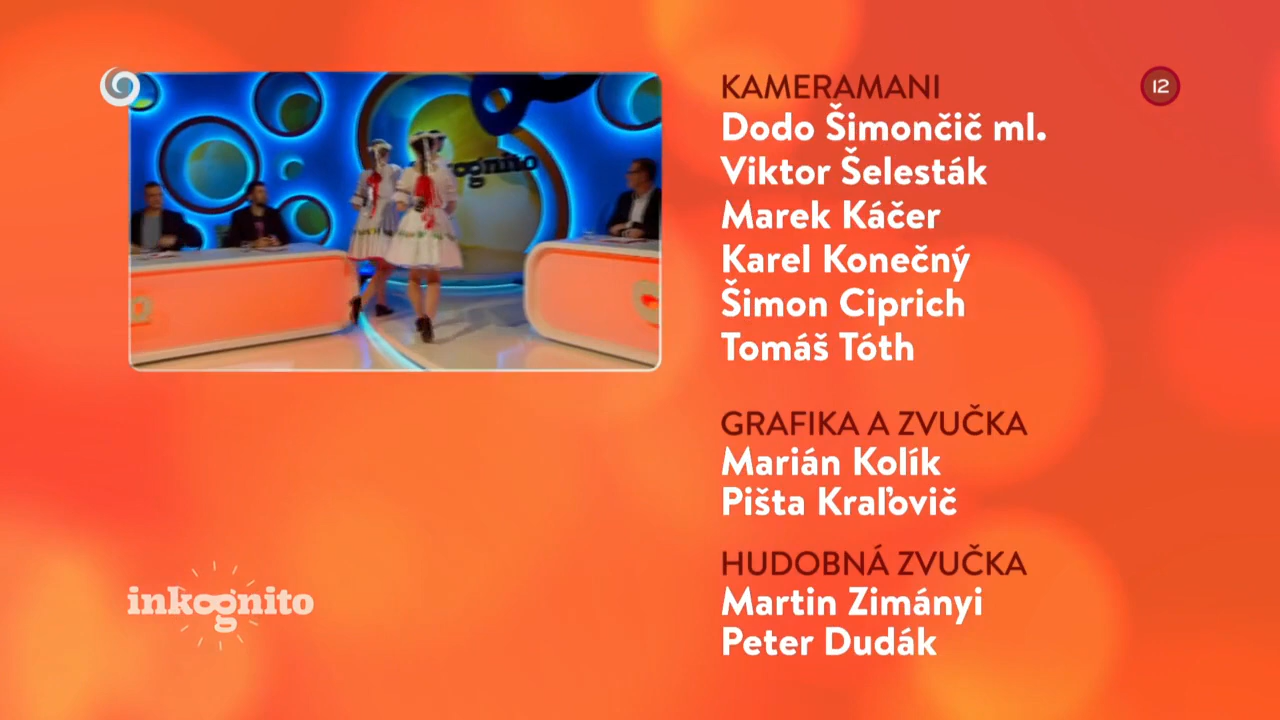 KAMERAMANI
Dodo Šimončič ml.
Viktor Šelesták
Marek Káčer
Karel Konečný
Šimon Ciprich
Tomáš Tóth
GRAFIKA A ZVUČKA
Marián Kolík
Pišta Kraľovič
HUDOBNÁ ZVUČKA
Martin Zimányi
Peter Dudák
12
ognito
inkognito